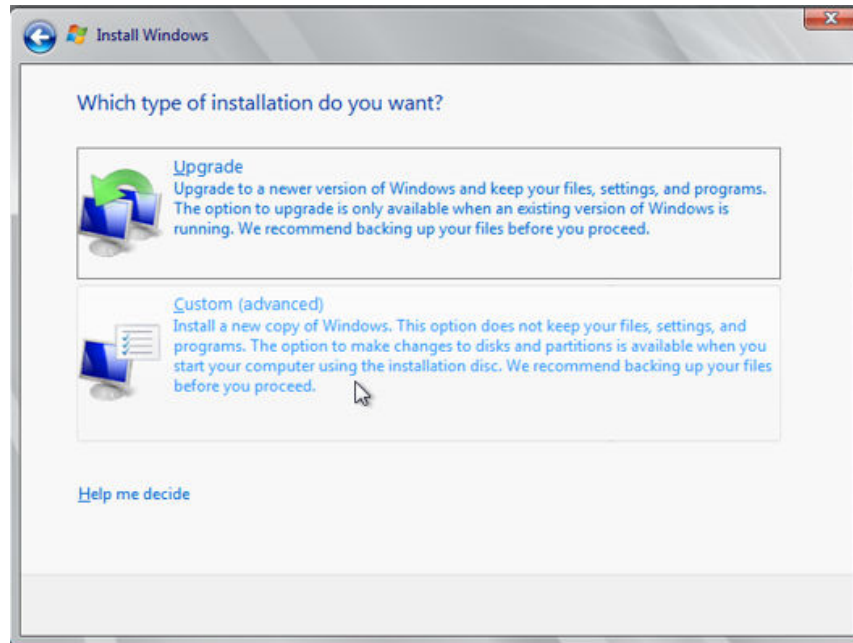 Install Windows
Which type of installation do you want?
Upgrade
Upgrade to a newer version of Windows and keep your files, settings, and programs.
The option to upgrade is only available when an existing version of Windows is
running. We recommend backing up your files before you proceed.
Custom (advanced)
Install a new copy of Windows. This option does not keep your files, settings, and
programs. The option to make changes to disks and partitions is available when you
start your computer using the installation disc. We recommend backing up your files
before you proceed.
Help me decide